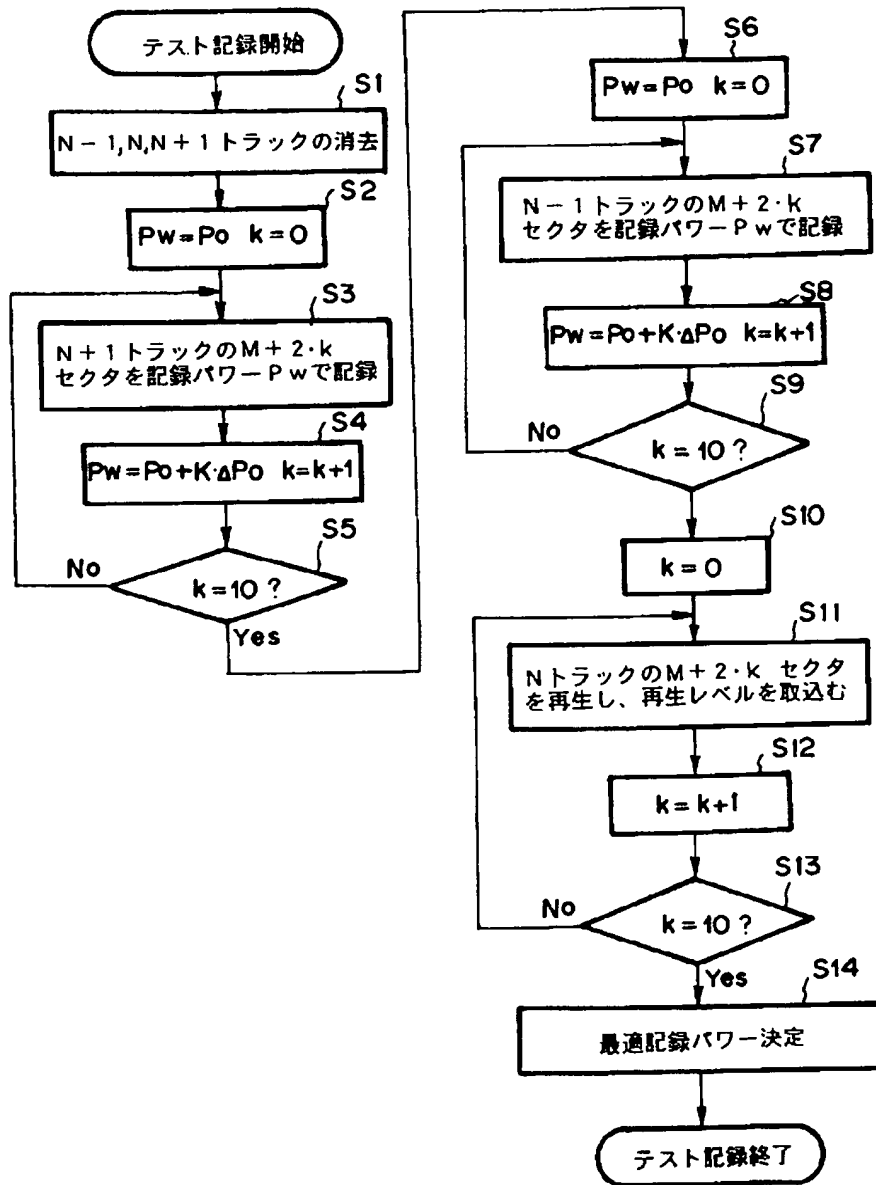 テスト記録開始
S1
N－1,N,N＋1トラックの消去
S2
Pw=Po k=0
S3
N＋1トラックのM＋2・k
セクタを記録パワーPwで記録
S4
Pw=Po+K·ΔPo k=k+1
S5
k=10?
No
Yes
S6
Pw=Po k=0
S7
N－1トラックのM＋2・k
セクタを記録パワーPwで記録
S8
Pw=Po+K·ΔPo k=k+1
S9
k=10?
No
S10
k=0
S11
NトラックのM＋2・k セクタ
を再生し、再生レベルを取込む
S12
k=k+1
S13
k=10?
No
Yes
S14
最適記録パワー決定
テスト記録終了